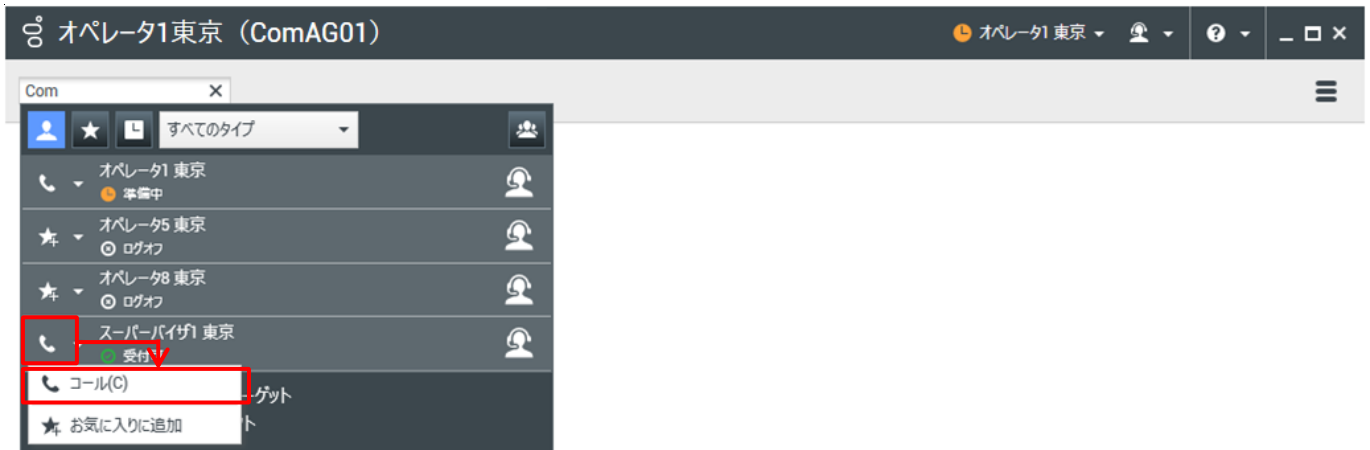 オペレータ1東京（ComAG01）
オペレータ1 東京
Com
すべてのタイプ
オペレータ1 東京
準備中
オペレータ5 東京
ログオフ
オペレータ8 東京
ログオフ
スーパーバイザ1 東京
受付
コール(C)
ーゲット
お気に入りに追加
ト